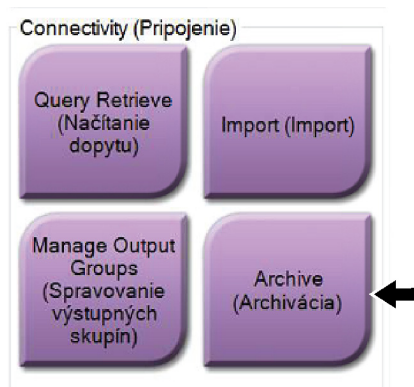 Connectivity (Pripojenie)
Query Retrieve
(Načítanie
dopytu)
Import (Import)
Manage Output
Groups
(Spravovanie
výstupných
skupín)
Archive
(Archivácia)